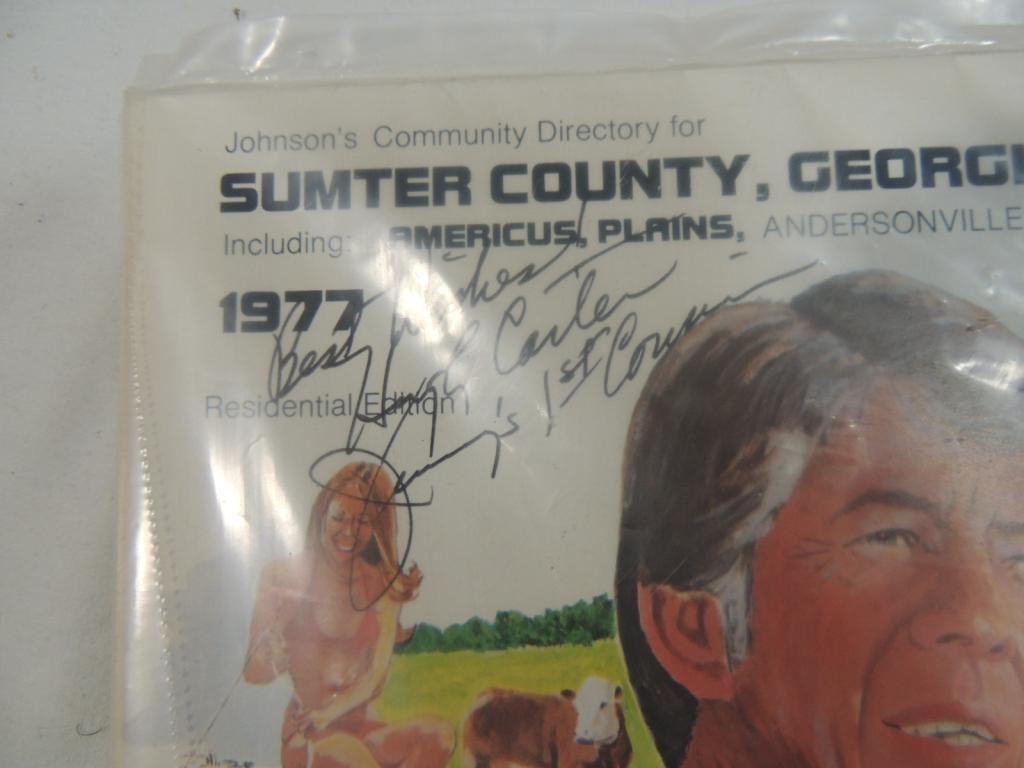 Johnson's Community Directory for
SUMTER COUNTY, GEORGI
Including: AMERICUS, PLAINS, ANDERSONVILLE
1977
Best Wishes!
Hugh Carter
Jimmy's 1st Cousin
Residential Edition